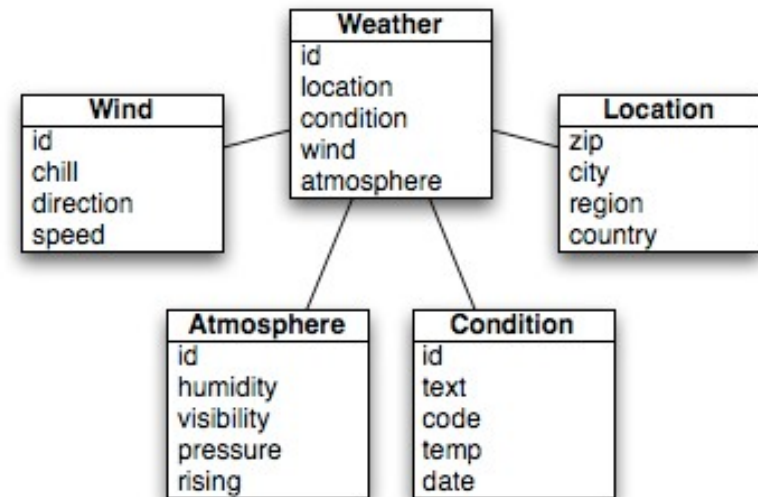 Weather
id
location
condition
wind
atmosphere
Wind
id
chill
direction
speed
Location
zip
city
region
country
Atmosphere
id
humidity
visibility
pressure
rising
Condition
id
text
code
temp
date